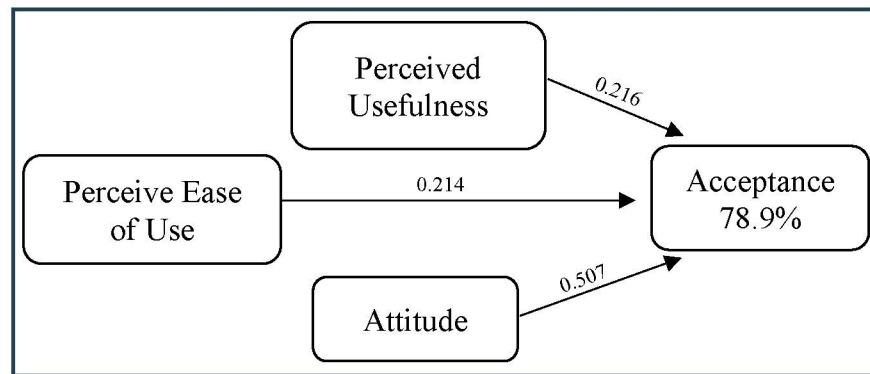 Perceived
Usefulness
0.216
Perceive Ease
of Use
0.214
Acceptance
78.9%
Attitude
0.507